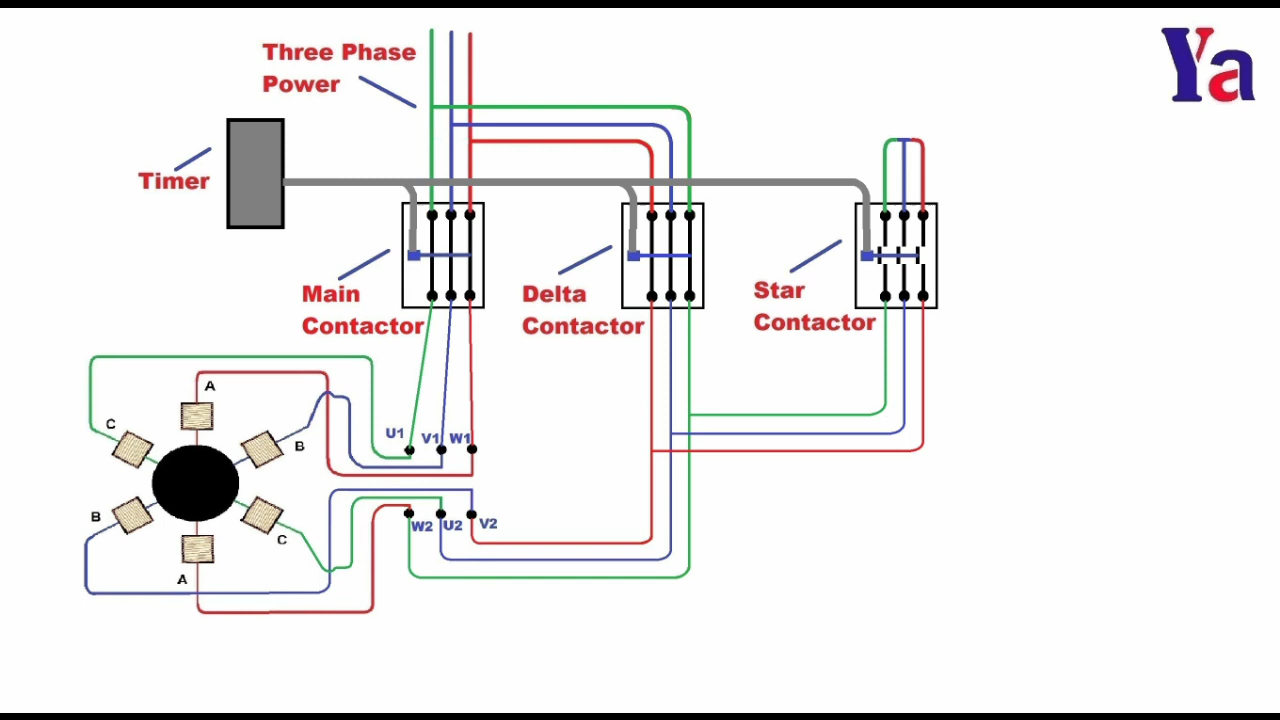 Three Phase
Power
Ya
Timer
Main
Contactor
Delta
Contactor
Star
Contactor
A
C
B
U1
V1
W1
B
C
A
W2
U2
V2